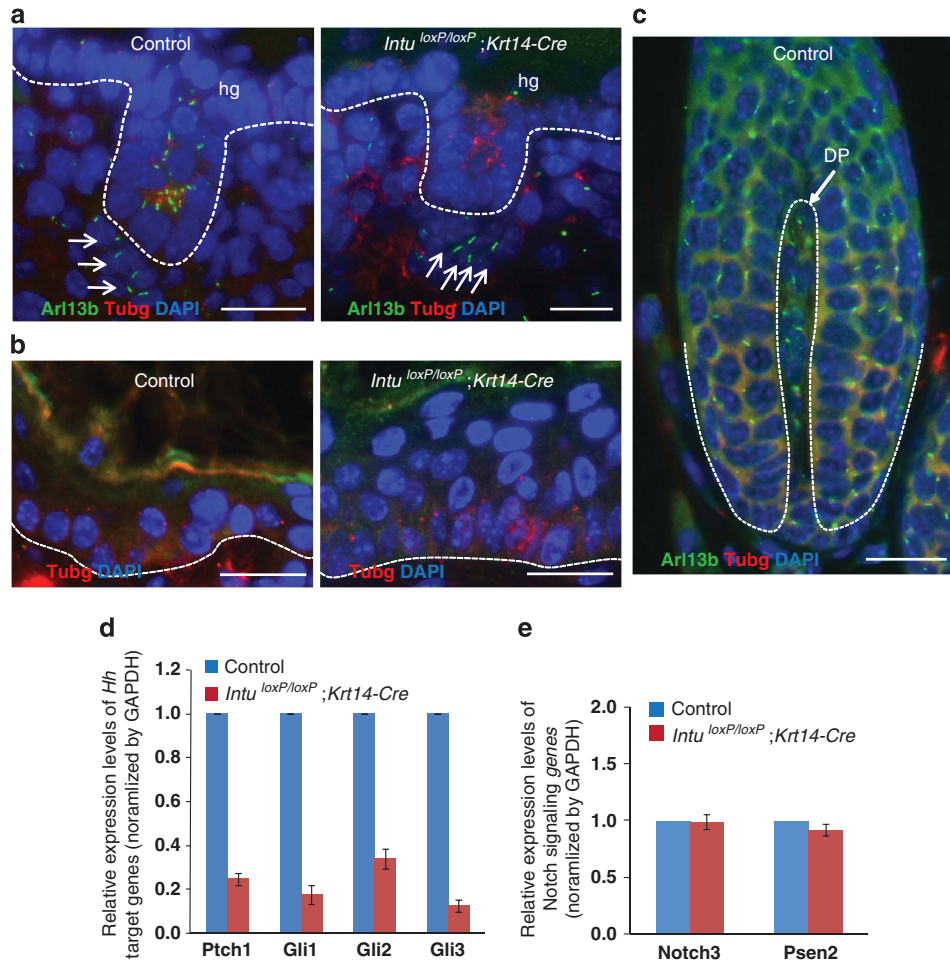 a
Control
hg
Arl13b Tubg DAPI
Intu loxP/loxP ;Krt14-Cre
hg
c
Control
DP
Arl13b Tubg DAPI
b
Control
Tubg DAPI
Intu loxP/loxP ;Krt14-Cre
Tubg DAPI
d
Relative expression levels of Hh
target genes (noramlized by GAPDH)
Control
Intu loxP/loxP ;Krt14-Cre
1.2
1.0
0.8
0.6
0.4
0.2
0.0
Ptch1 Gli1 Gli2 Gli3
e
Relative expression levels of
Notch signaling genes
(noramlized by GAPDH)
Control
Intu loxP/loxP ;Krt14-Cre
2.0
1.5
1.0
0.5
0.0
Notch3 Psen2
Arl13b Tubg DAPI